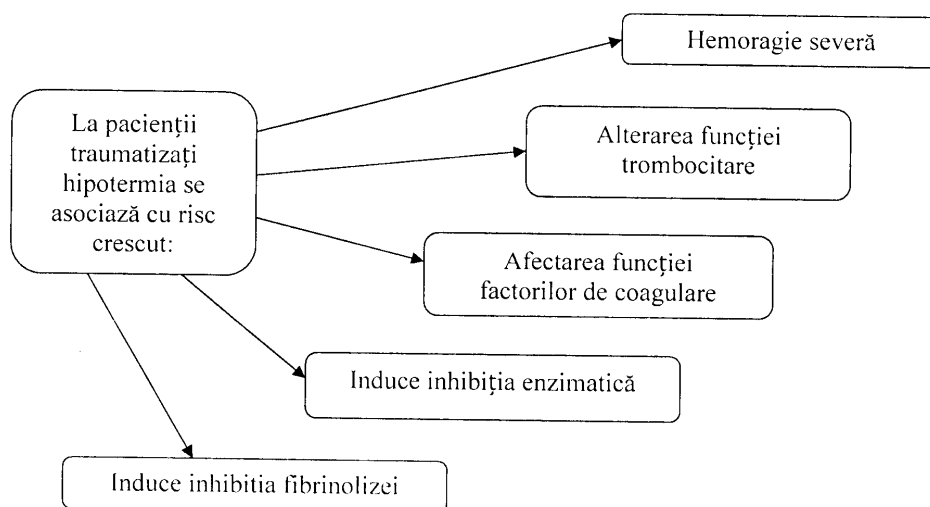 Hemoragie severă
La pacienții
traumatizați
hipotermia se
asociază cu risc
crescut:
Alterarea funcției
trombocitare
Afectarea funcției
factorilor de coagulare
Induce inhibiția enzimatică
Induce inhibitia fibrinolizei